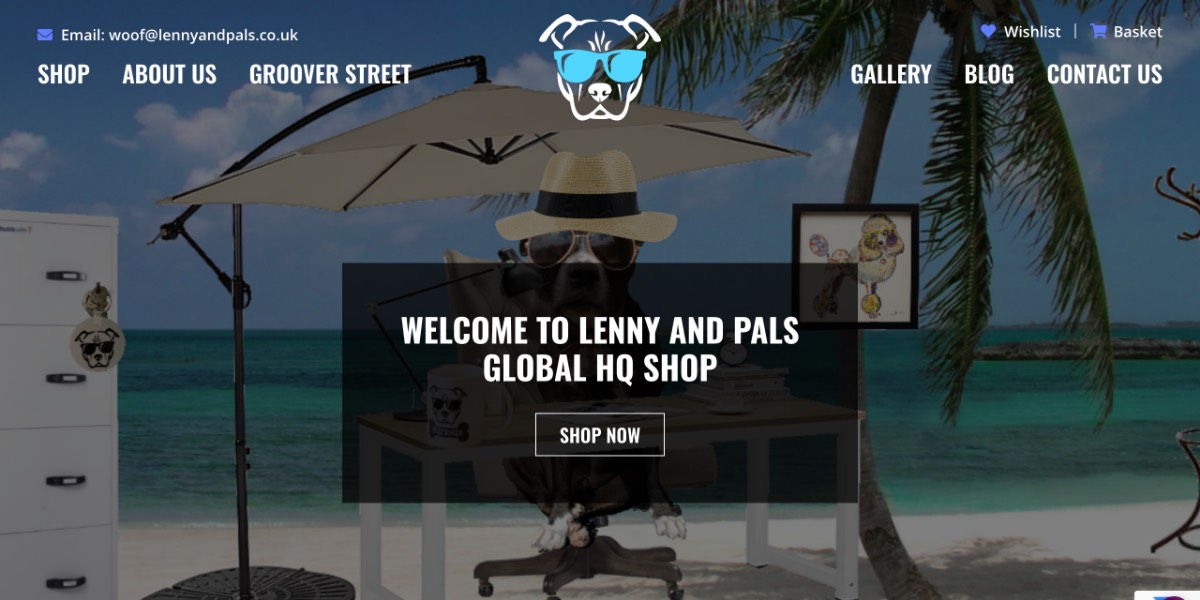 Email: woof@lennyandpals.co.uk
Wishlist | Basket
SHOP ABOUT US GROOVER STREET
GALLERY BLOG CONTACT US
WELCOME TO LENNY AND PALS
GLOBAL HQ SHOP
SHOP NOW